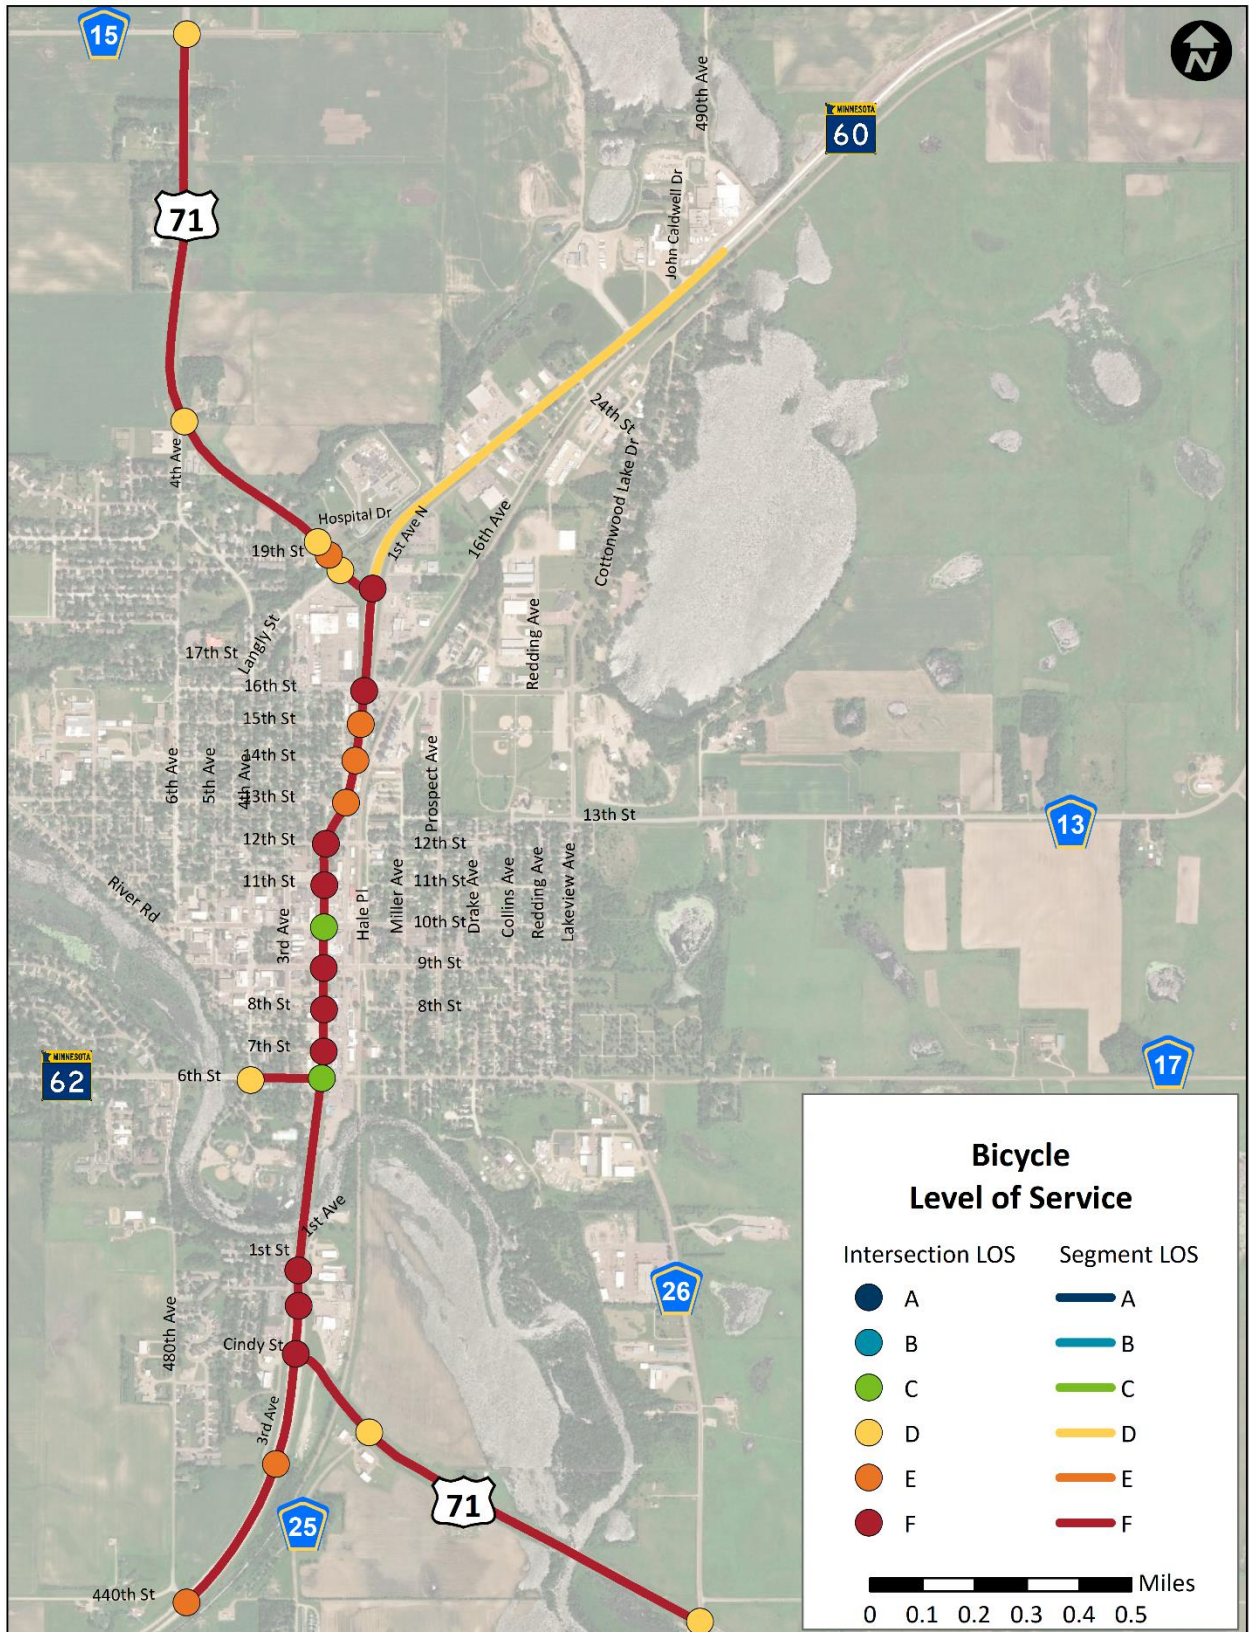 15
N
490th Ave
MINNESOTA
60
John Caldwell Dr
71
24th St
4th Ave
Cottonwood Lake Dr
Hospital Dr
1st Ave N
16th Ave
19th St
Redding Ave
Langly St
17th St
16th St
15th St
14th St
6th Ave
5th Ave
4th Ave
Prospect Ave
13th St
13th St
13
12th St
12th St
11th St
11th St
River Rd
3rd Ave
Hale Pl
Miller Ave
10th St
Drake Ave
Collins Ave
Redding Ave
Lakeview Ave
9th St
8th St
8th St
7th St
MINNESOTA
62
6th St
17
Bicycle
Level of Service
Intersection LOS Segment LOS
A A
B B
C C
D D
E E
F F
Miles
0 0.1 0.2 0.3 0.4 0.5
1st Ave
1st St
26
480th Ave
Cindy St
3rd Ave
71
25
440th St